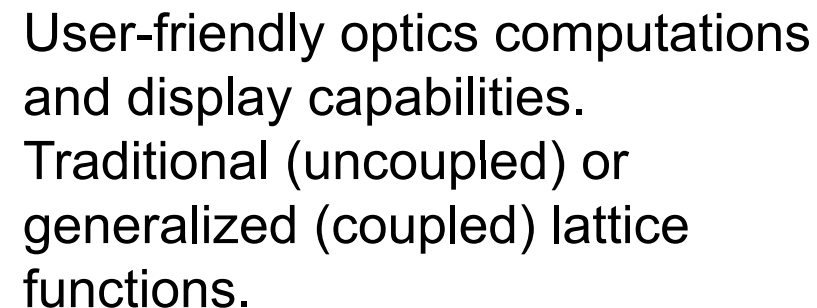 User-friendly optics computations
and display capabilities.
Traditional (uncoupled) or
generalized (coupled) lattice
functions.